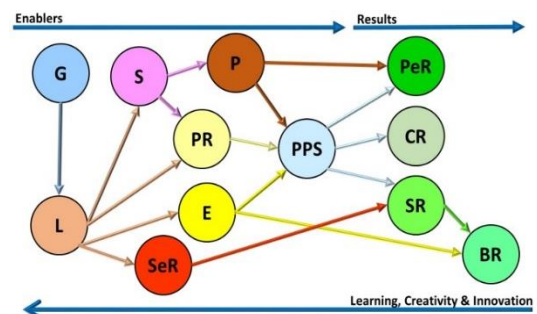 Enablers
Results
G
S
P
PeR
PR
PPS
CR
L
E
SR
SeR
BR
Learning, Creativity & Innovation